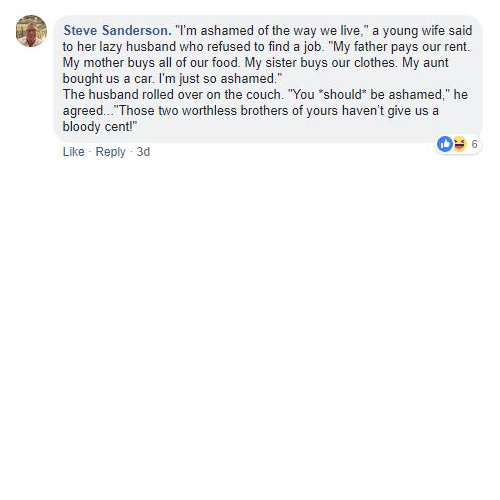 Steve Sanderson. "I'm ashamed of the way we live," a young wife said
to her lazy husband who refused to find a job. "My father pays our rent.
My mother buys all of our food. My sister buys our clothes. My aunt
bought us a car. I'm just so ashamed."
The husband rolled over on the couch. "You *should* be ashamed," he
agreed..."Those two worthless brothers of yours haven't give us a
bloody cent!"
6
Like · Reply · 3d